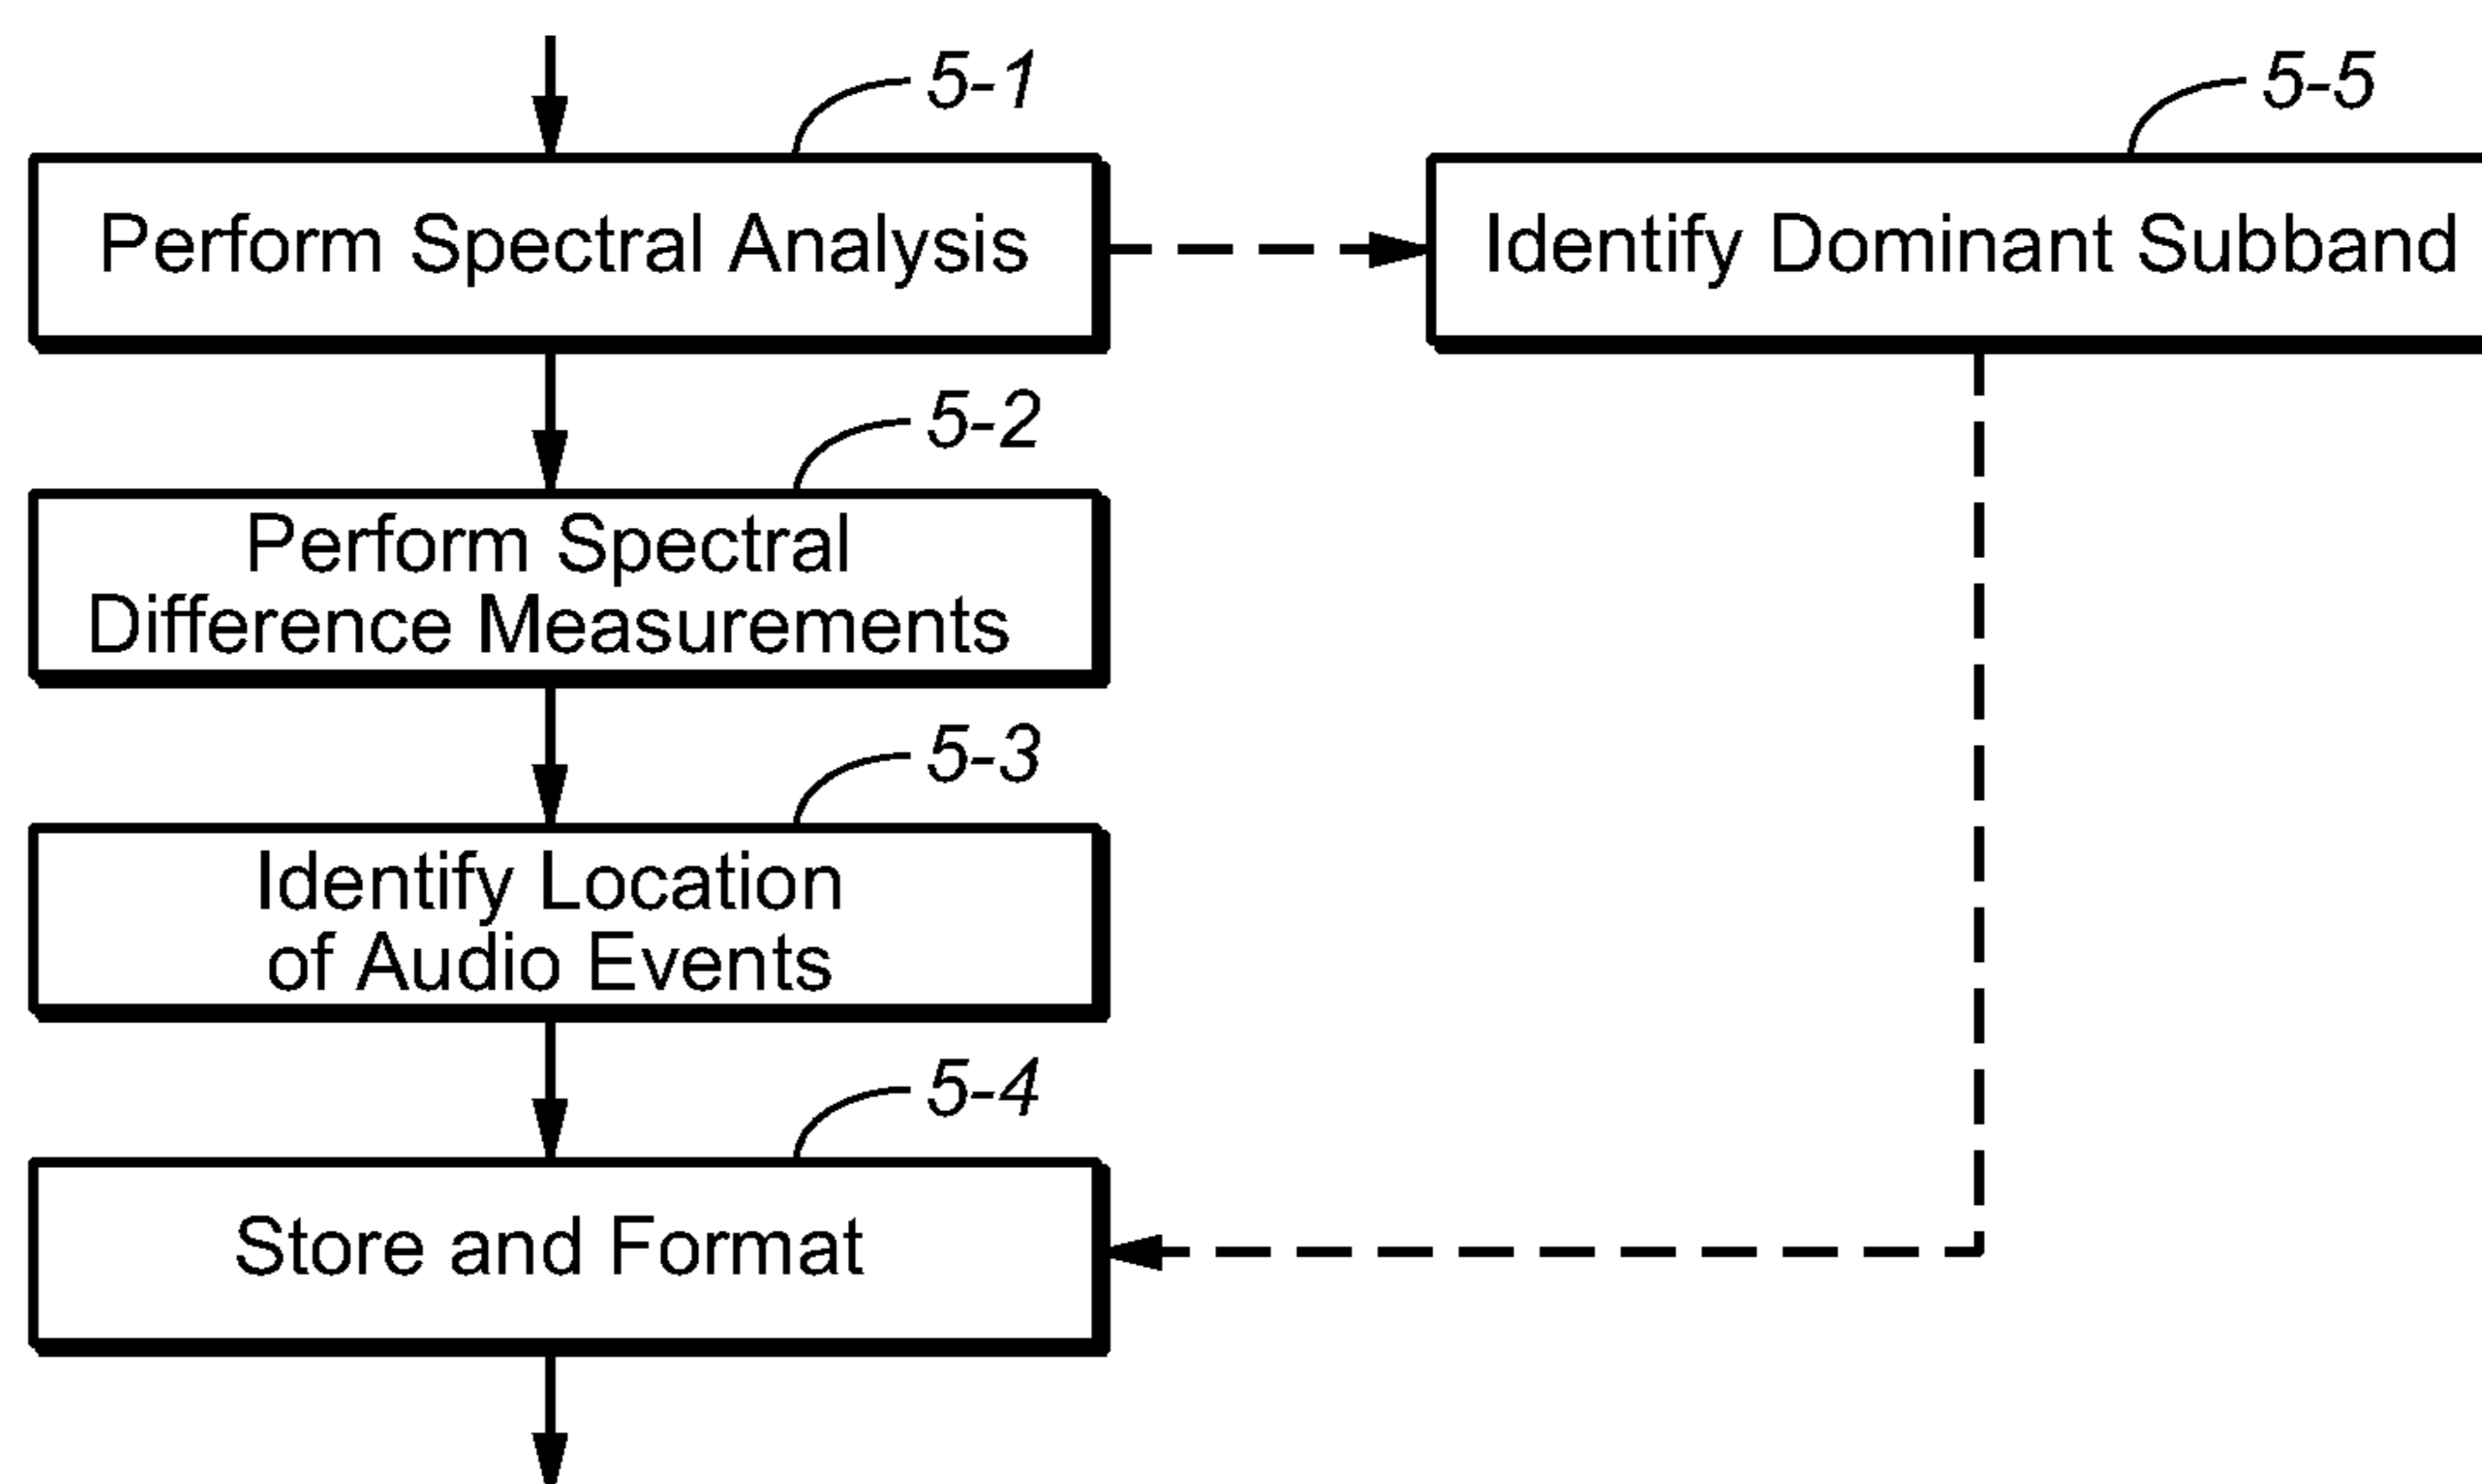 5-1
5-5
Perform Spectral Analysis
Identify Dominant Subband
5-2
Perform Spectral
Difference Measurements
5-3
Identify Location
of Audio Events
5-4
Store and Format